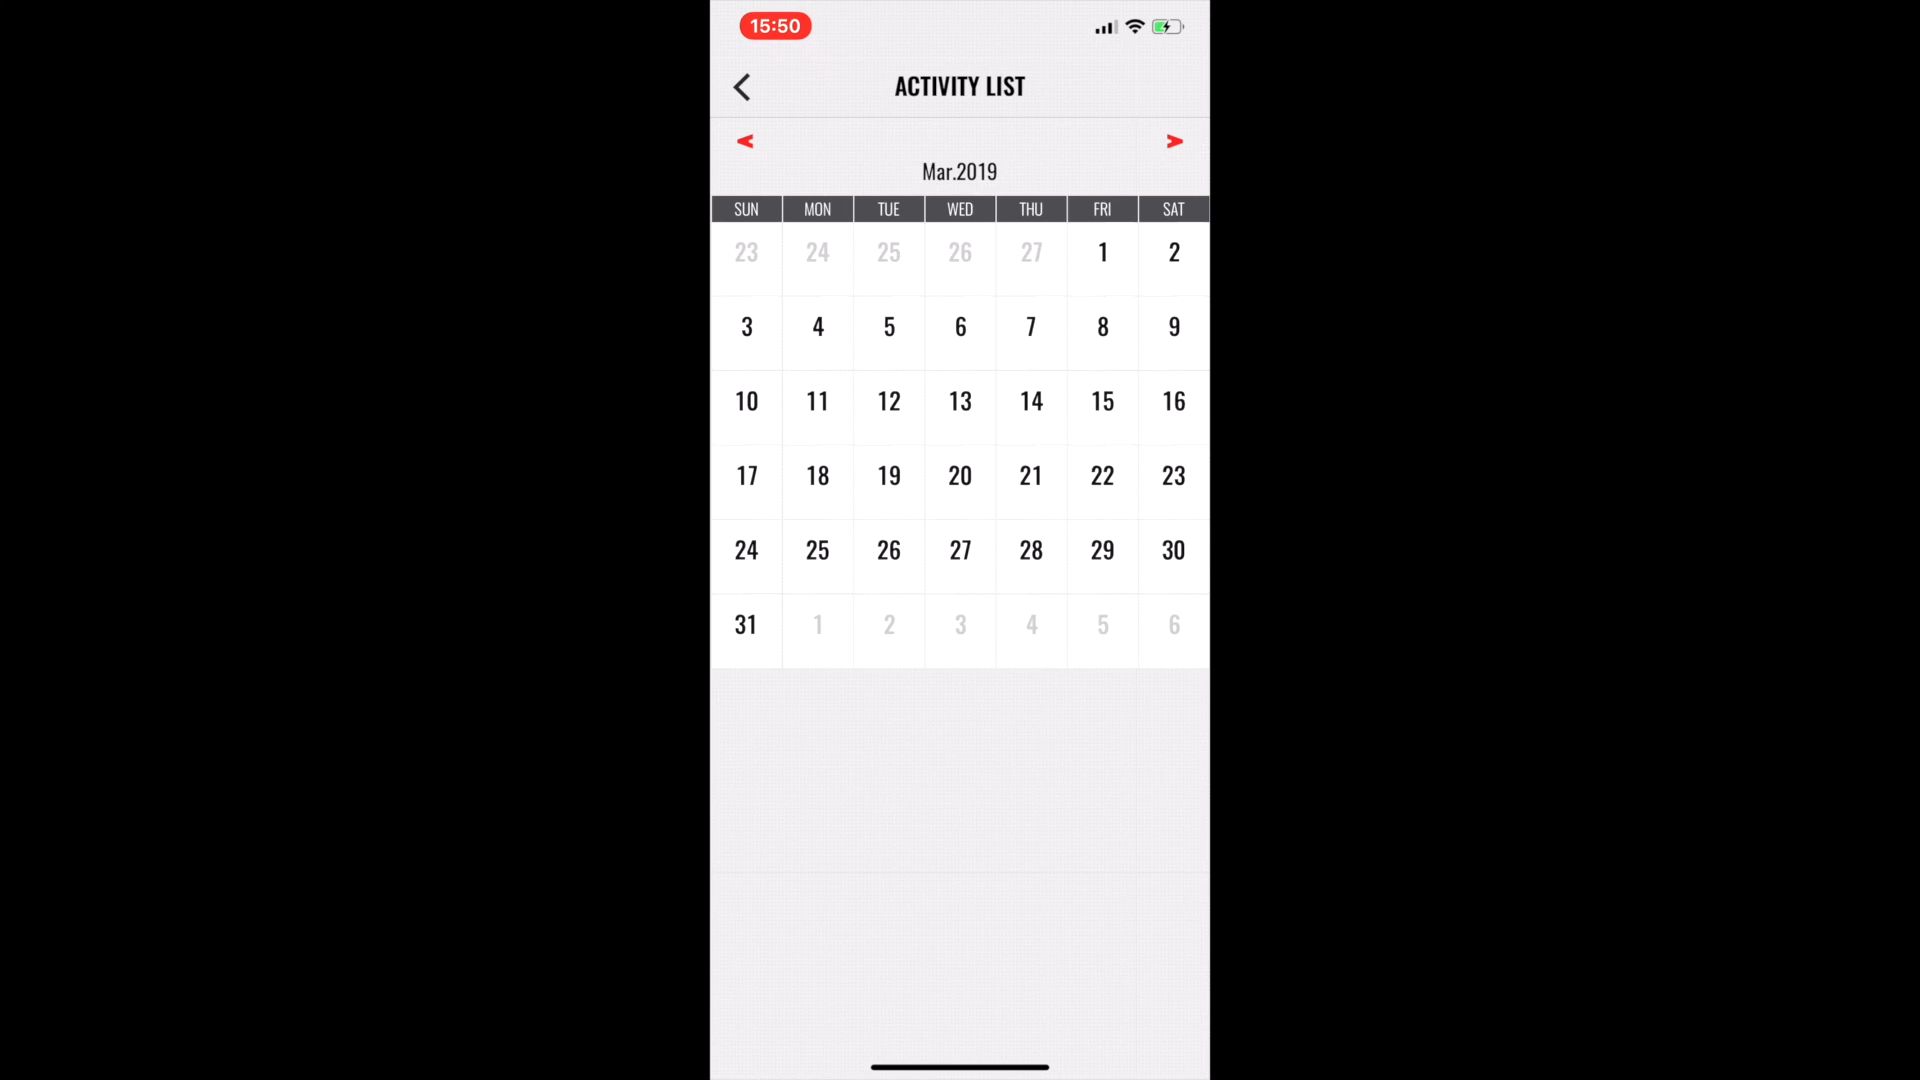 15:50
ACTIVITY LIST
< >
Mar.2019
SUN MON TUE WED THU FRI SAT
23 24 25 26 27 1 2
3 4 5 6 7 8 9
10 11 12 13 14 15 16
17 18 19 20 21 22 23
24 25 26 27 28 29 30
31 1 2 3 4 5 6